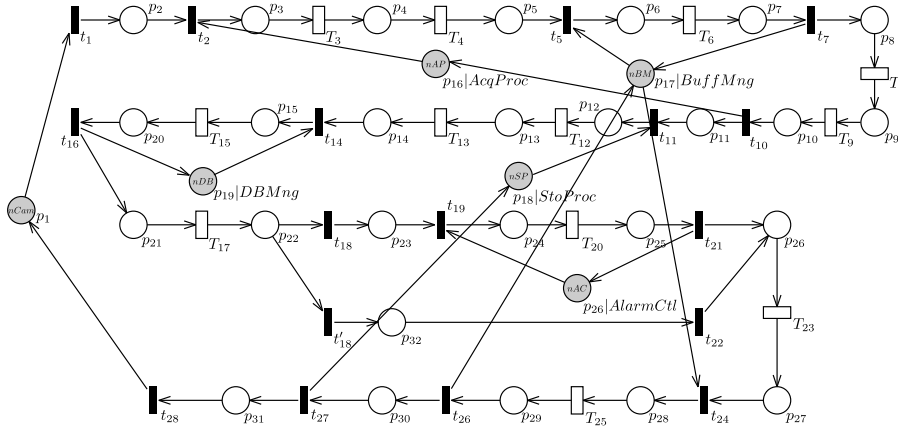 p2 p3 p4 p5 p6 p7
t1 t2 T3 T4 t5 T6 t7 p8
nAP nBM
p16|AcqProc p17|BuffMng T
p15 p12
t16 p20 T15 t14 p14 T13 p13 T12 t11 p11 t10 p10 T9 p9
nDB nSP
p19|DBMng p18|StoProc
nCam p1 t19
p21 T17 p22 t18 p23 p24 T20 p25 t21 p26
nAC
p26|AlarmCtl
t'18 p32 t22 T23
t28 p31 t27 p30 t26 p29 T25 p28 t24 p27